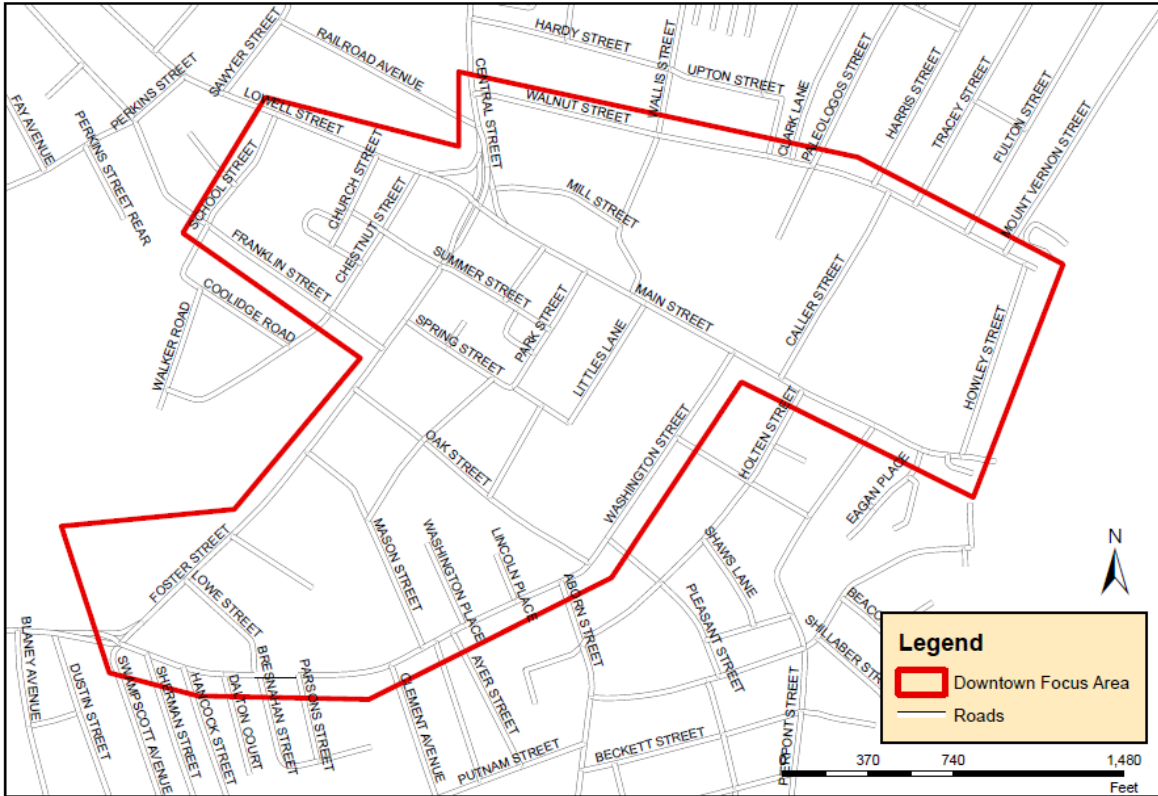 HARDY STREET
SAWYER STREET
RAILROAD AVENUE
CENTRAL STREET
WALLIS STREET
UPTON STREET
PERKINS STREET
FAY AVENUE
PERKINS STREET REAR
LOWELL STREET
WALNUT STREET
CLARK LANE
PALEOLOGOS STREET
HARRIS STREET
TRACEY STREET
FULTON STREET
MOUNT VERNON STREET
SCHOOL STREET
CHURCH STREET
CHESTNUT STREET
MILL STREET
FRANKLIN STREET
SUMMER STREET
MAIN STREET
CALLER STREET
COOLIDGE ROAD
WALKER ROAD
SPRING STREET
PARK STREET
LITTLES LANE
HOWLEY STREET
OAK STREET
WASHINGTON STREET
HOLTEN STREET
EAGAN PLACE
FOSTER STREET
LOWE STREET
MASON STREET
WASHINGTON PLACE
LINCOLN PLACE
ABORN STREET
SHAWS LANE
PLEASANT STREET
SHILLABER STR
BEACO
BLANEY AVENUE
DUSTIN STREET
SWAMPSCOTT AVENUE
SHERMAN STREET
HANCOCK STREET
DALTON COURT
BRESNAHAN STREET
PARSONS STREET
CLEMENT AVENUE
AYER STREET
PUTNAM STREET
BECKETT STREET
PIERPONT STREET
N
Legend
Downtown Focus Area
Roads
0 370 740 1,480
Feet